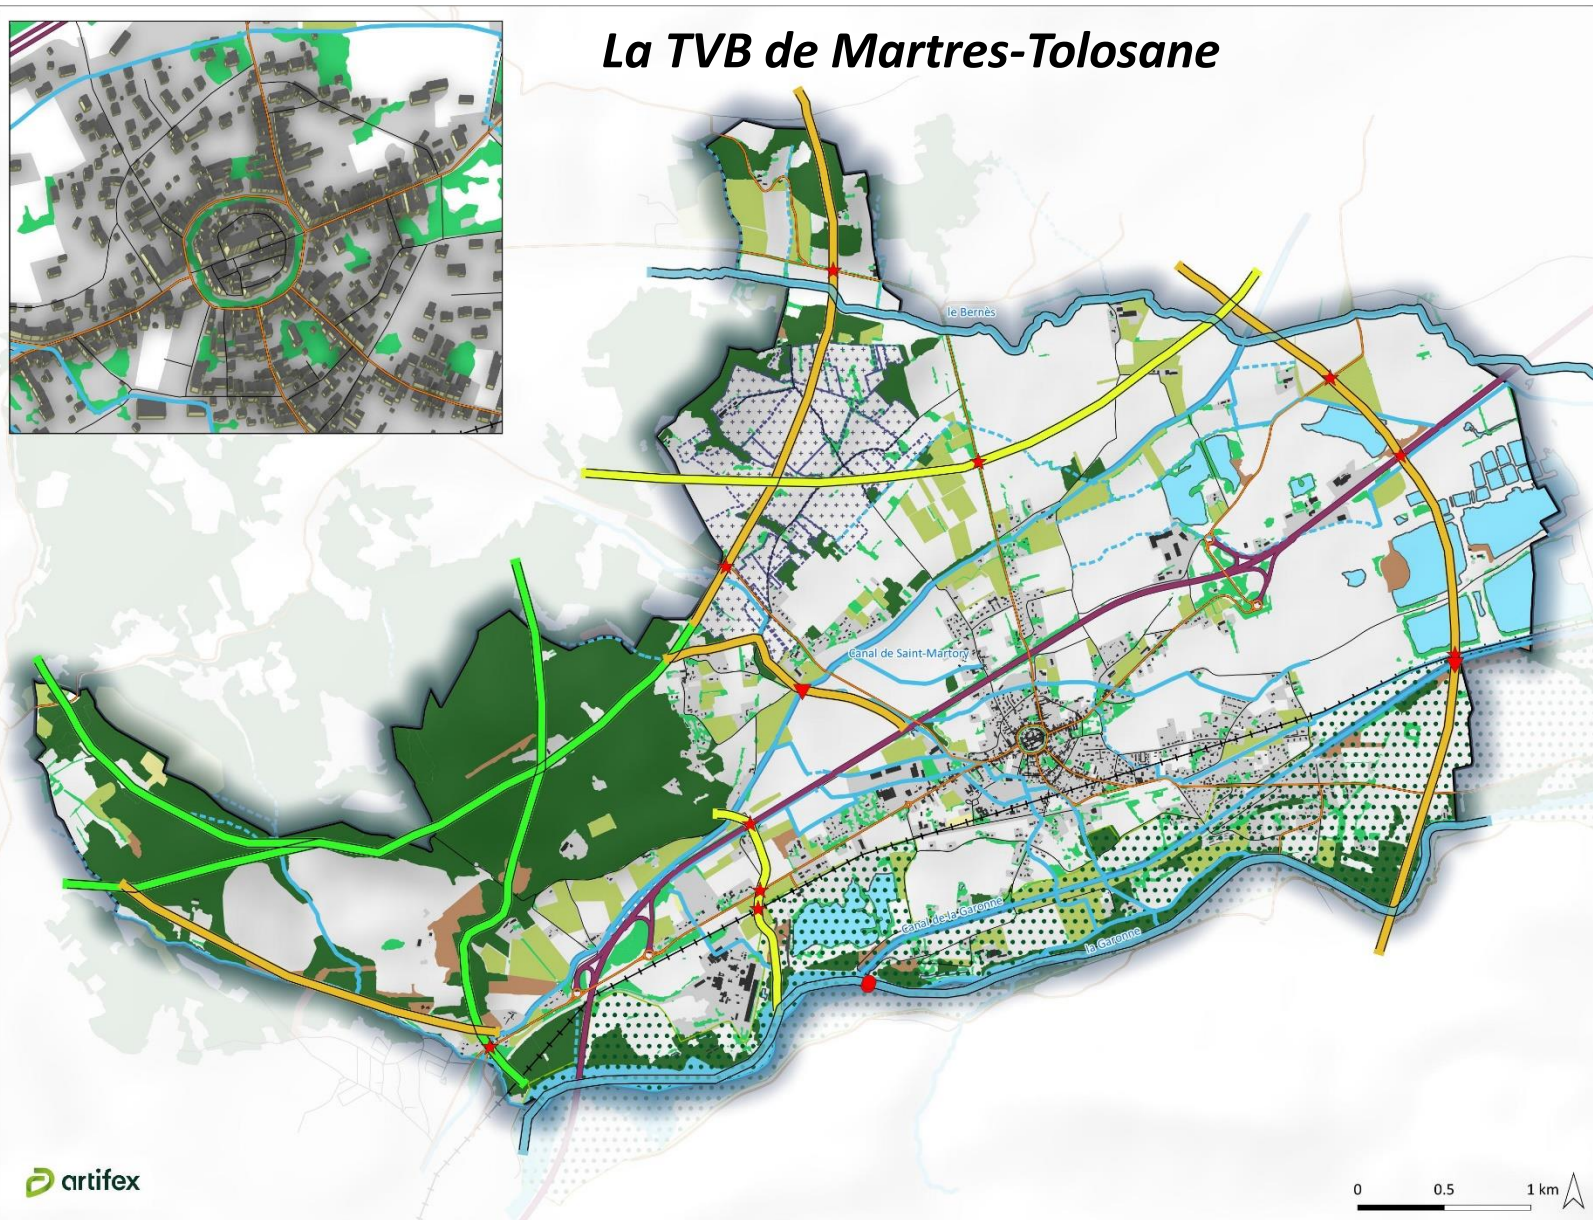 La TVB de Martres-Tolosane
le Bernès
Canal de Saint-Martory
Canal de la Garonne
la Garonne
artifex
0 0.5 1 km